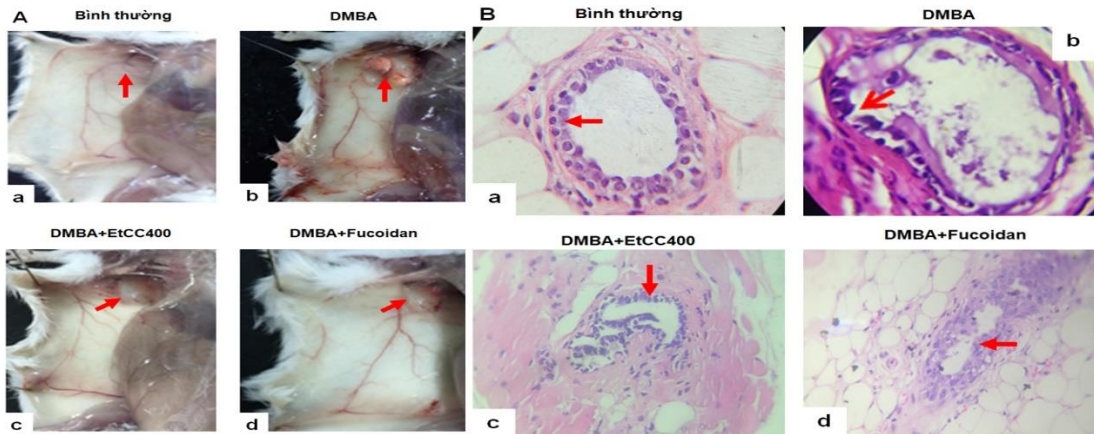 A
Bình thường
DMBA
a
b
DMBA+EtCC400
DMBA+Fucoidan
c
d
B
Bình thường
DMBA
a
b
DMBA+EtCC400
DMBA+Fucoidan
c
d